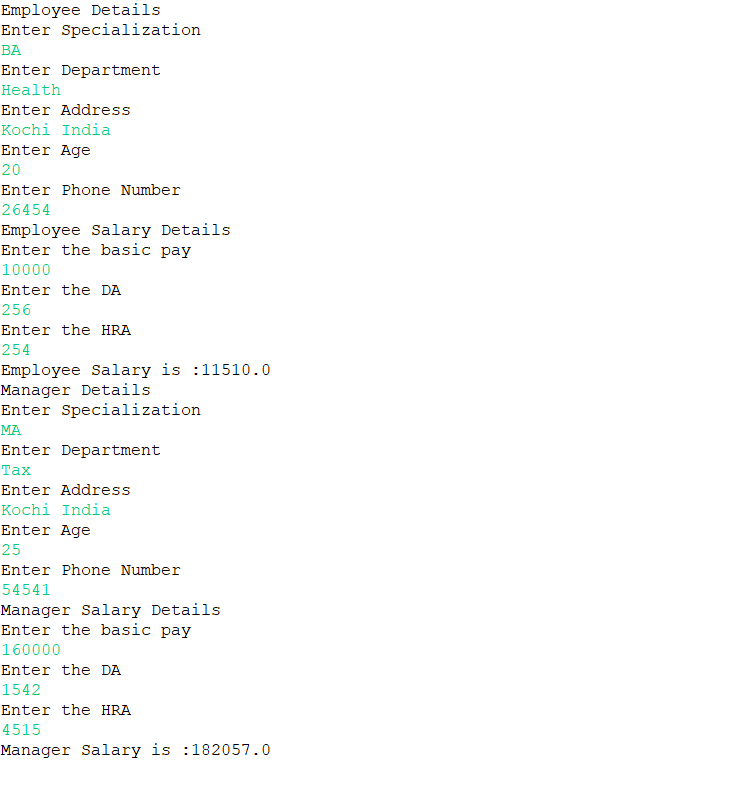 Employee Details
Enter Specialization
BA
Enter Department
Health
Enter Address
Kochi India
Enter Age
20
Enter Phone Number
26454
Employee Salary Details
Enter the basic pay
10000
Enter the DA
256
Enter the HRA
254
Employee Salary is :11510.0
Manager Details
Enter Specialization
MA
Enter Department
Tax
Enter Address
Kochi India
Enter Age
25
Enter Phone Number
54541
Manager Salary Details
Enter the basic pay
160000
Enter the DA
1542
Enter the HRA
4515
Manager Salary is :182057.0